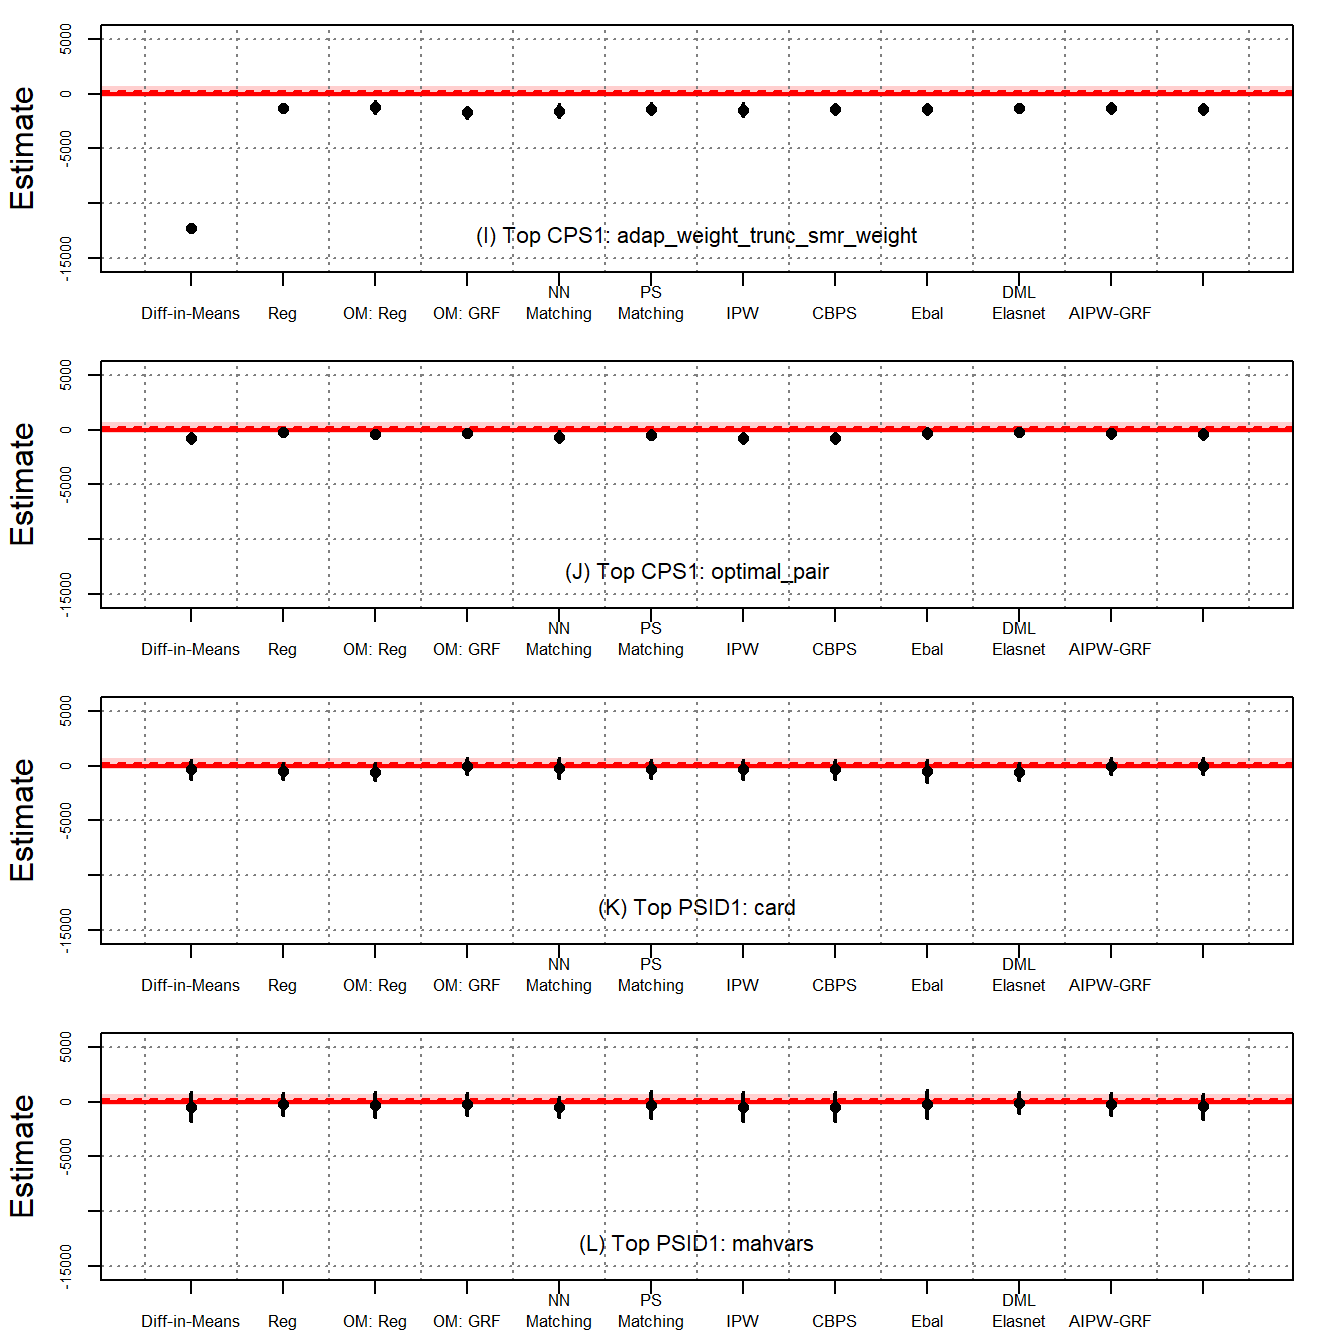 Estimate
5000
0
-5000
-15000
(I) Top CPS1: adap_weight_trunc_smr_weight
NN PS DML
Diff-in-Means Reg OM: Reg OM: GRF Matching Matching IPW CBPS Ebal Elasnet AIPW-GRF
Estimate
5000
0
-5000
-15000
(J) Top CPS1: optimal_pair
NN PS DML
Diff-in-Means Reg OM: Reg OM: GRF Matching Matching IPW CBPS Ebal Elasnet AIPW-GRF
Estimate
5000
0
-5000
-15000
(K) Top PSID1: card
NN PS DML
Diff-in-Means Reg OM: Reg OM: GRF Matching Matching IPW CBPS Ebal Elasnet AIPW-GRF
Estimate
5000
0
-5000
-15000
(L) Top PSID1: mahvars
NN PS DML
Diff-in-Means Reg OM: Reg OM: GRF Matching Matching IPW CBPS Ebal Elasnet AIPW-GRF